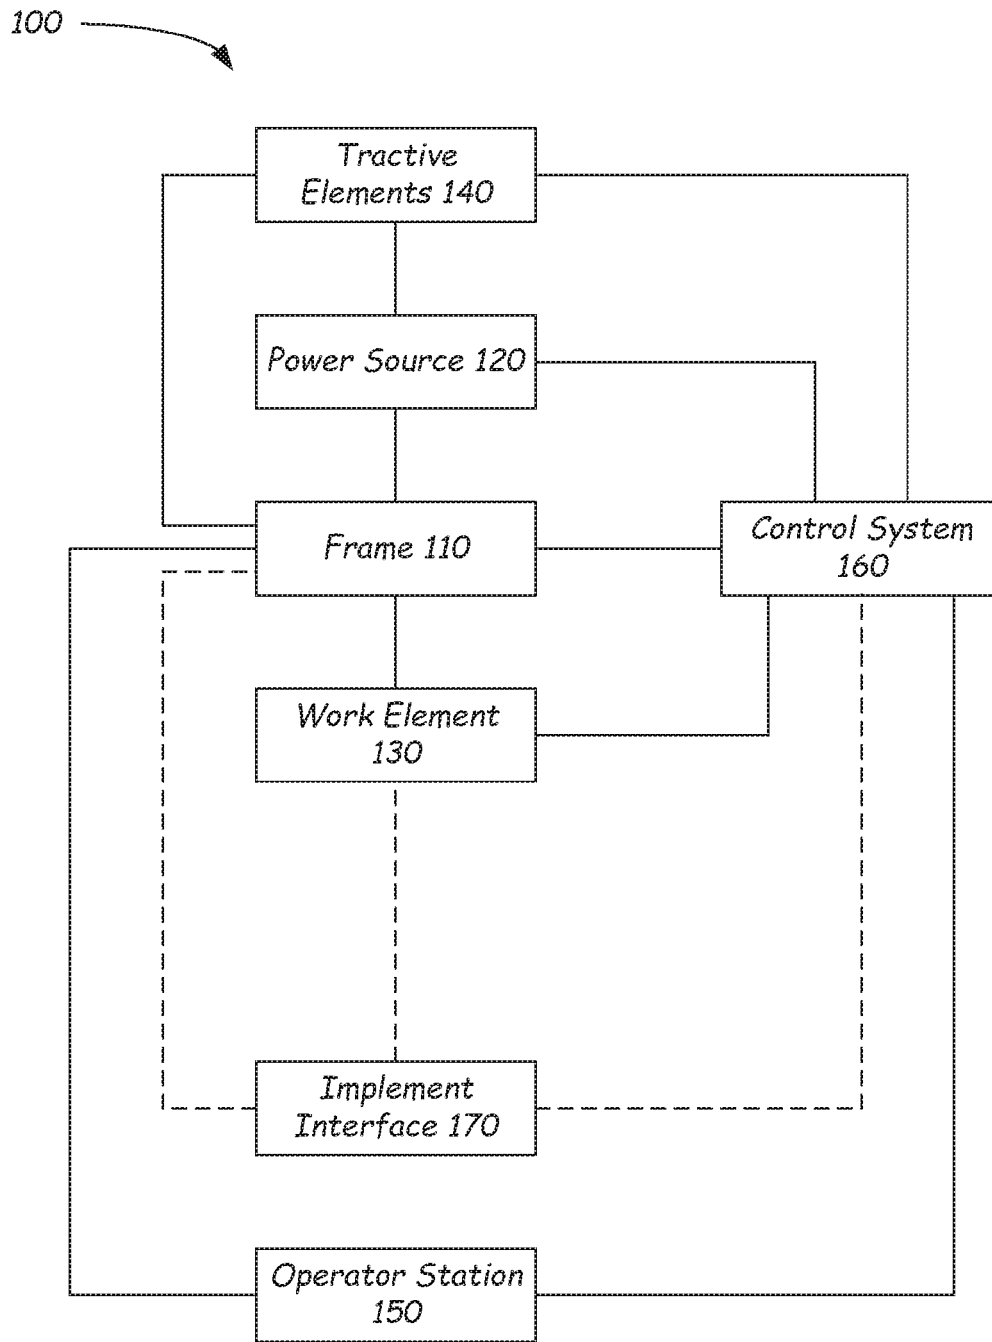 100
Tractive
Elements 140
Power Source 120
Frame 110
Control System
160
Work Element
130
Implement
Interface 170
Operator Station
150